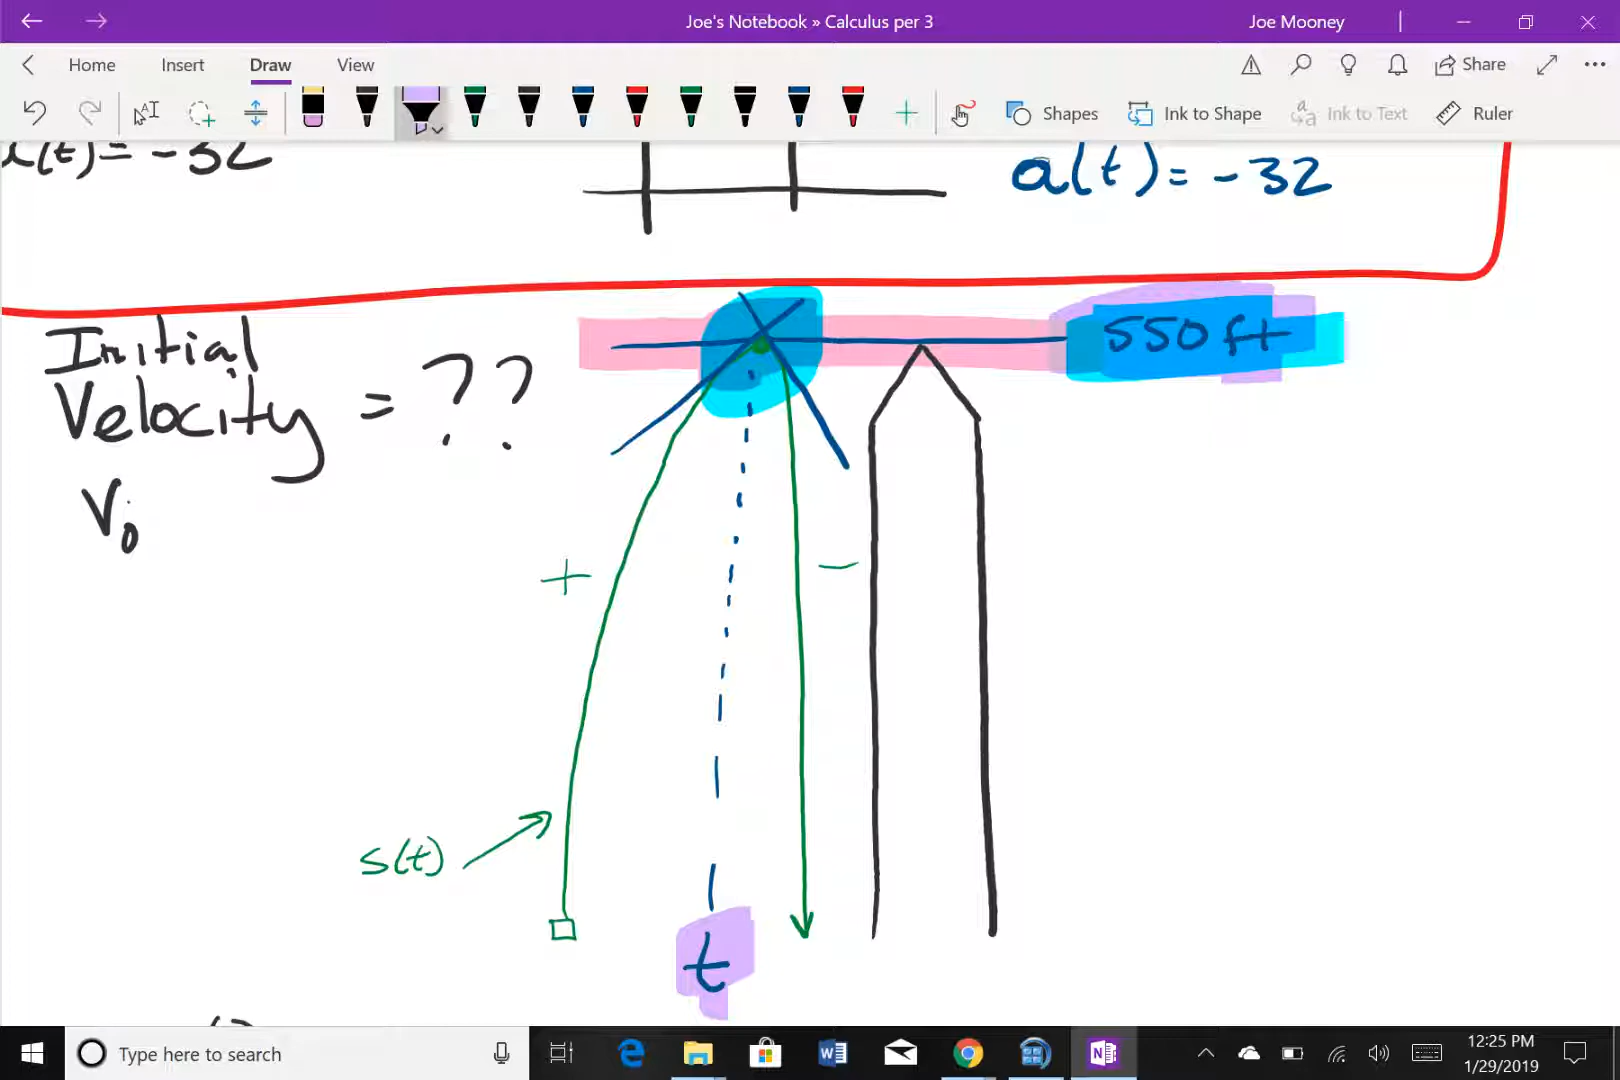 Joe's Notebook » Calculus per 3
Joe Mooney
Home Insert Draw View
Share
Shapes
Ink to Shape
Ink to Text
Ruler
(t)= -32
a(t)= -32
Initial
Velocity = ??
V₀
550 ft
+
-
s(t)
t
Type here to search
12:25 PM
1/29/2019